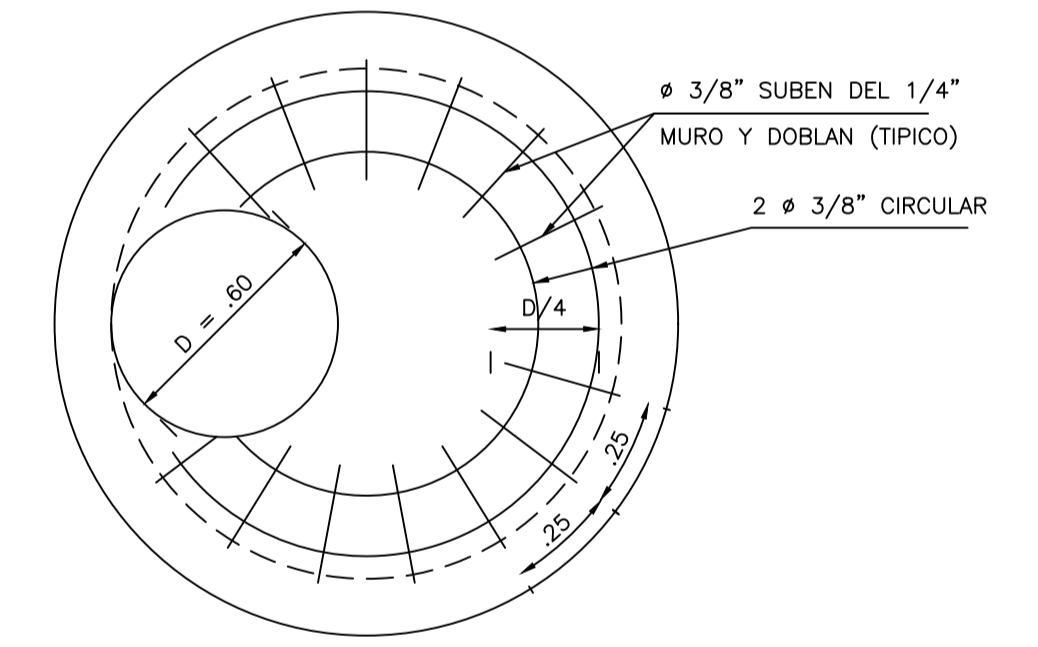 ø 3/8” SUBEN DEL 1/4”
MURO Y DOBLAN (TIPICO)
2 ø 3/8” CIRCULAR
D = .60
D/4
.25
.25